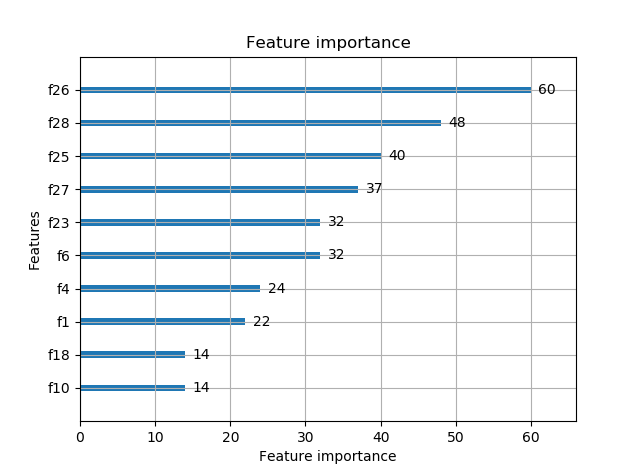 Feature importance
f26 60
f28 48
f25 40
f27 37
f23 32
f6 32
f4 24
f1 22
f18 14
f10 14
Features
0 10 20 30 40 50 60
Feature importance